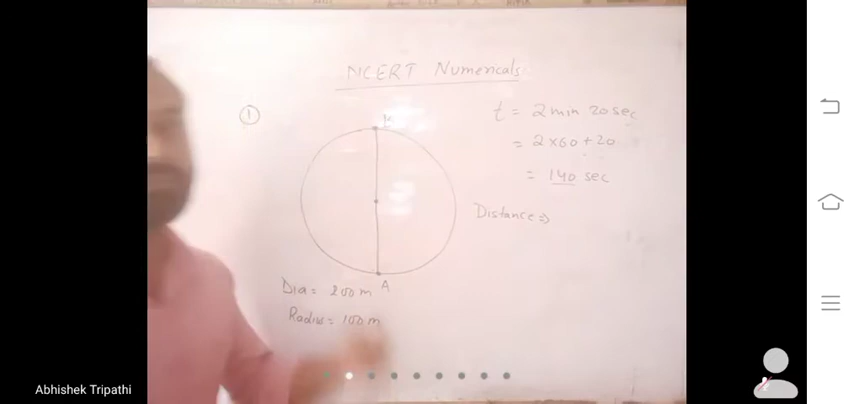 NCERT Numericals
①
t = 2 min 20 sec
= 2×60+20
= 140 sec
Distance ⇒
A
Dia = 200 m
Radius = 100 m
Abhishek Tripathi